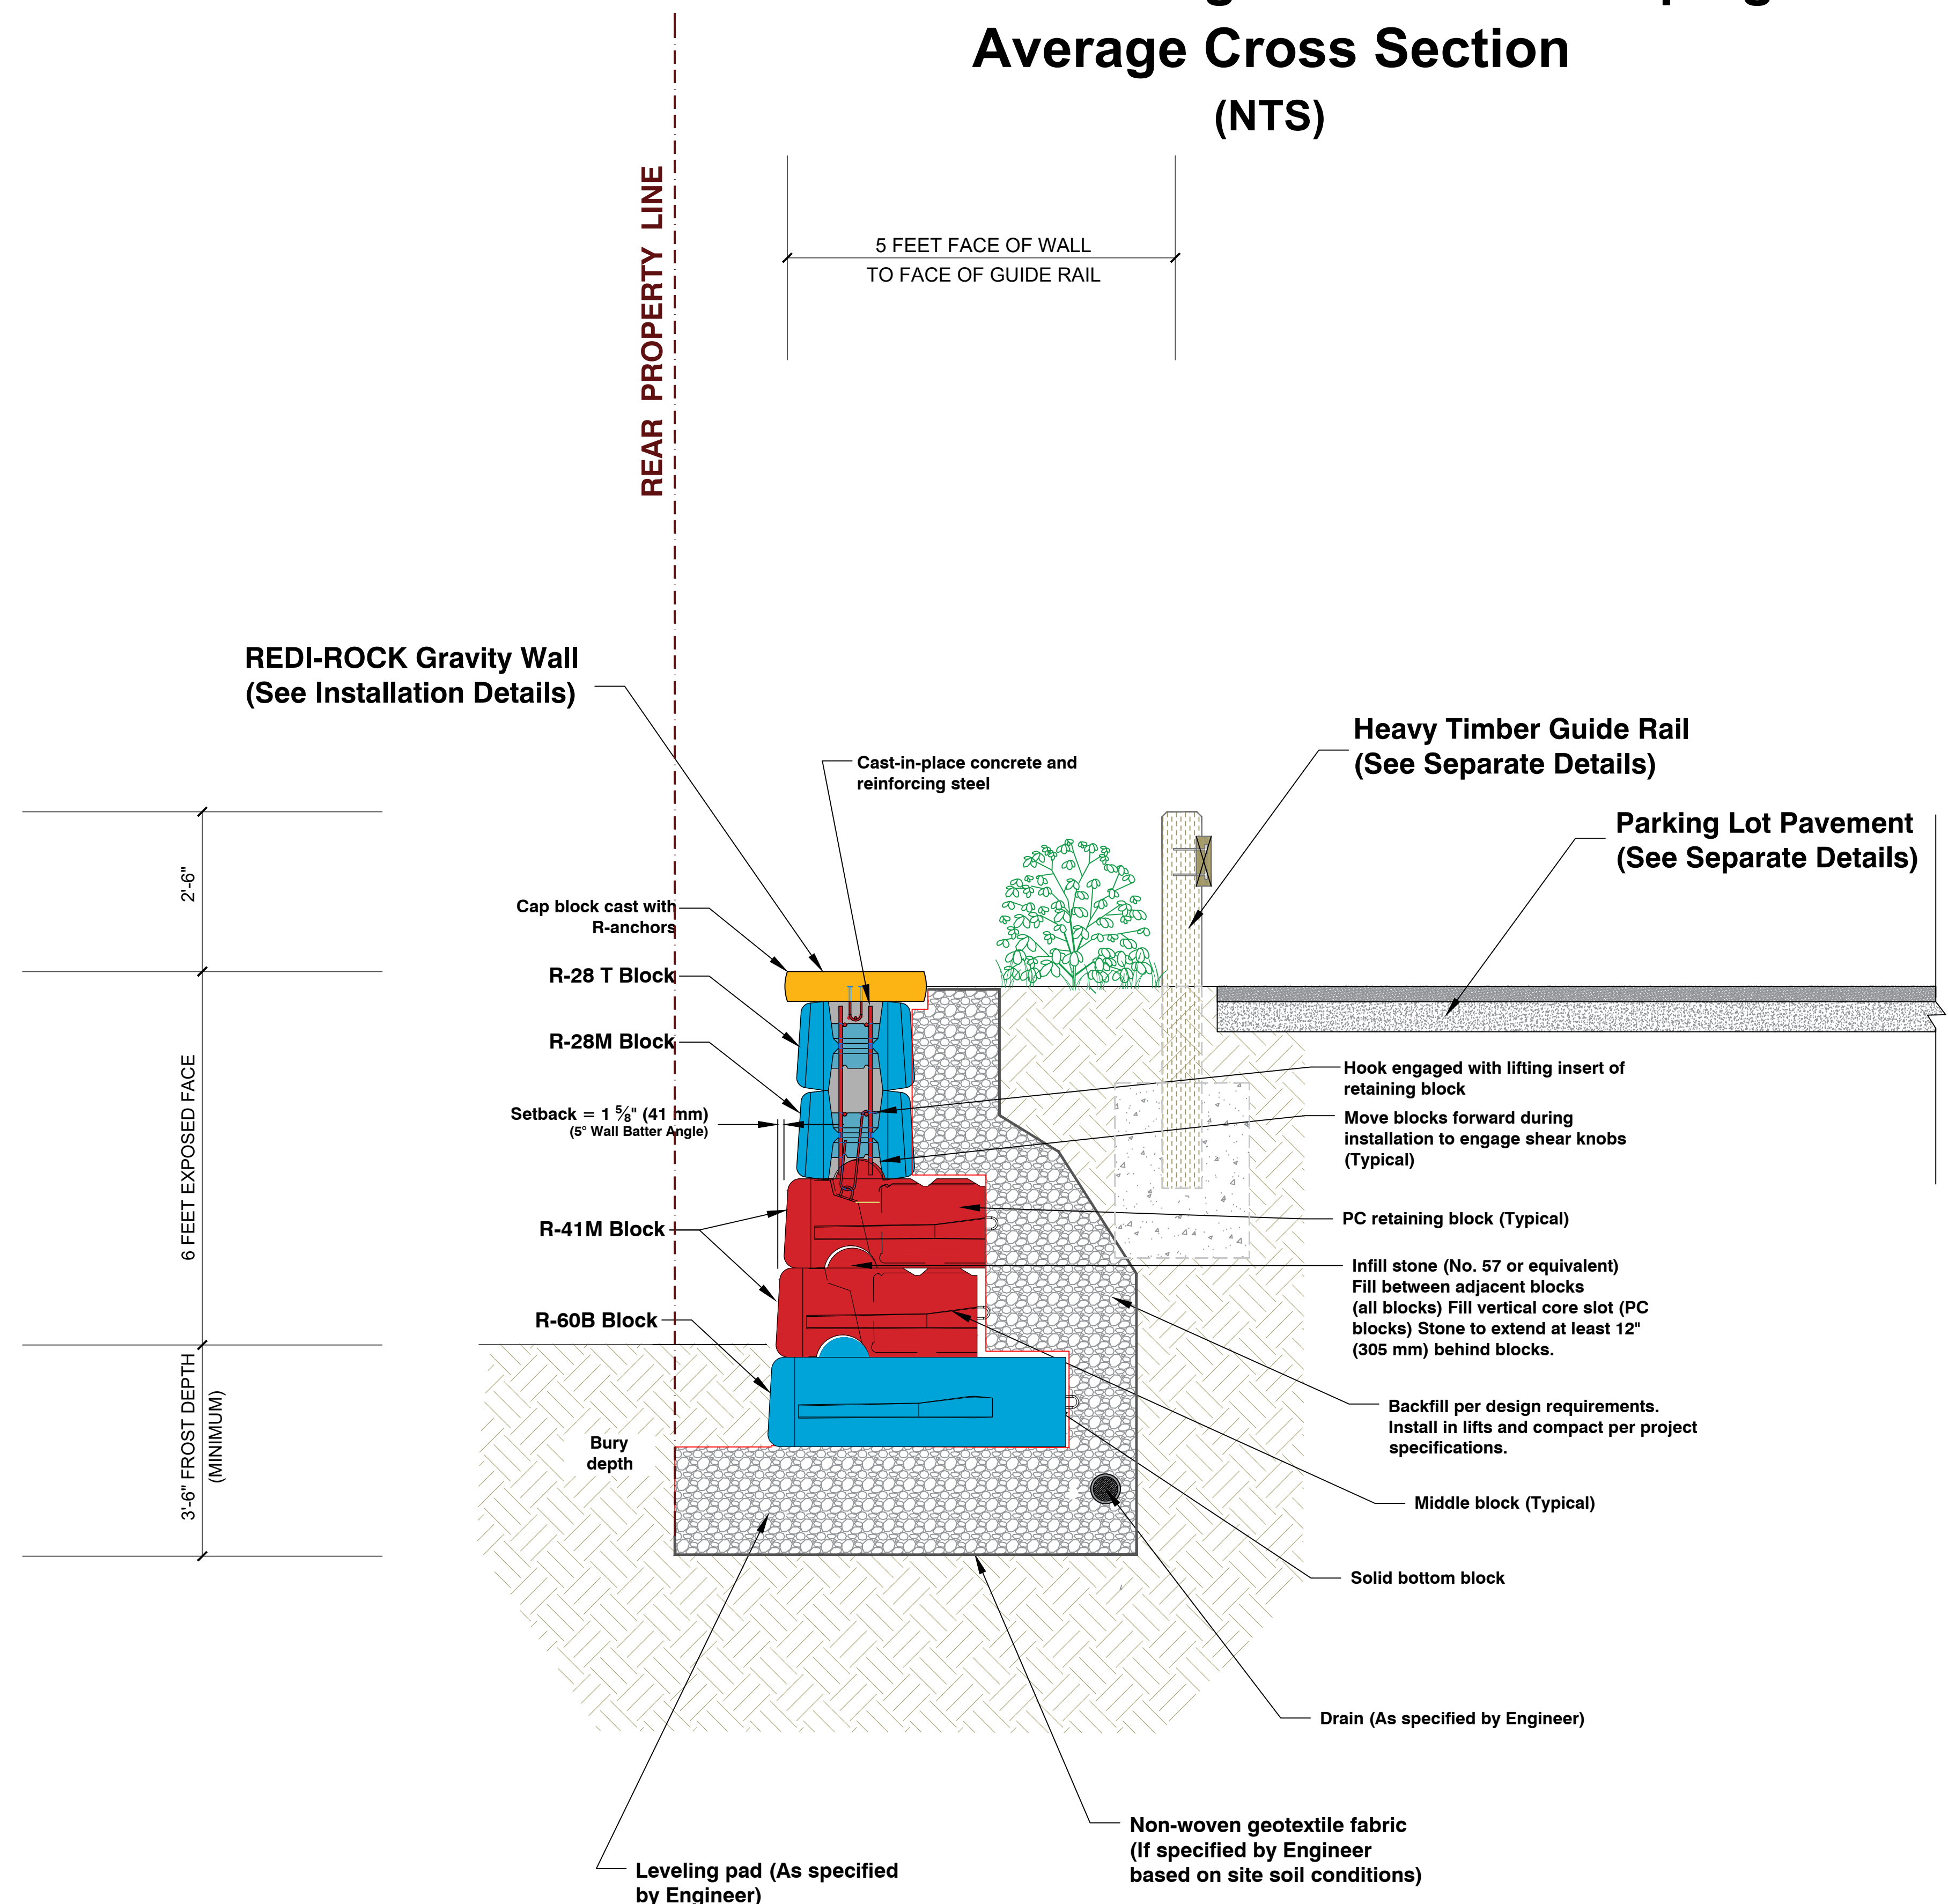 Average Cross Section
(NTS)
REAR PROPERTY LINE
5 FEET FACE OF WALL
TO FACE OF GUIDE RAIL
REDI-ROCK Gravity Wall
(See Installation Details)
Heavy Timber Guide Rail
(See Separate Details)
Cast-in-place concrete and
reinforcing steel
Parking Lot Pavement
(See Separate Details)
2'-6"
Cap block cast with
R-anchors
R-28 T Block
R-28M Block
Setback = 1 ⅝" (41 mm)
(5° Wall Batter Angle)
6 FEET EXPOSED FACE
R-41M Block
R-60B Block
3'-6" FROST DEPTH
(MINIMUM)
Bury
depth
Hook engaged with lifting insert of
retaining block
Move blocks forward during
installation to engage shear knobs
(Typical)
PC retaining block (Typical)
Infill stone (No. 57 or equivalent)
Fill between adjacent blocks
(all blocks) Fill vertical core slot (PC
blocks) Stone to extend at least 12"
(305 mm) behind blocks.
Backfill per design requirements.
Install in lifts and compact per project
specifications.
Middle block (Typical)
Solid bottom block
Drain (As specified by Engineer)
Non-woven geotextile fabric
(If specified by Engineer
based on site soil conditions)
Leveling pad (As specified
by Engineer)